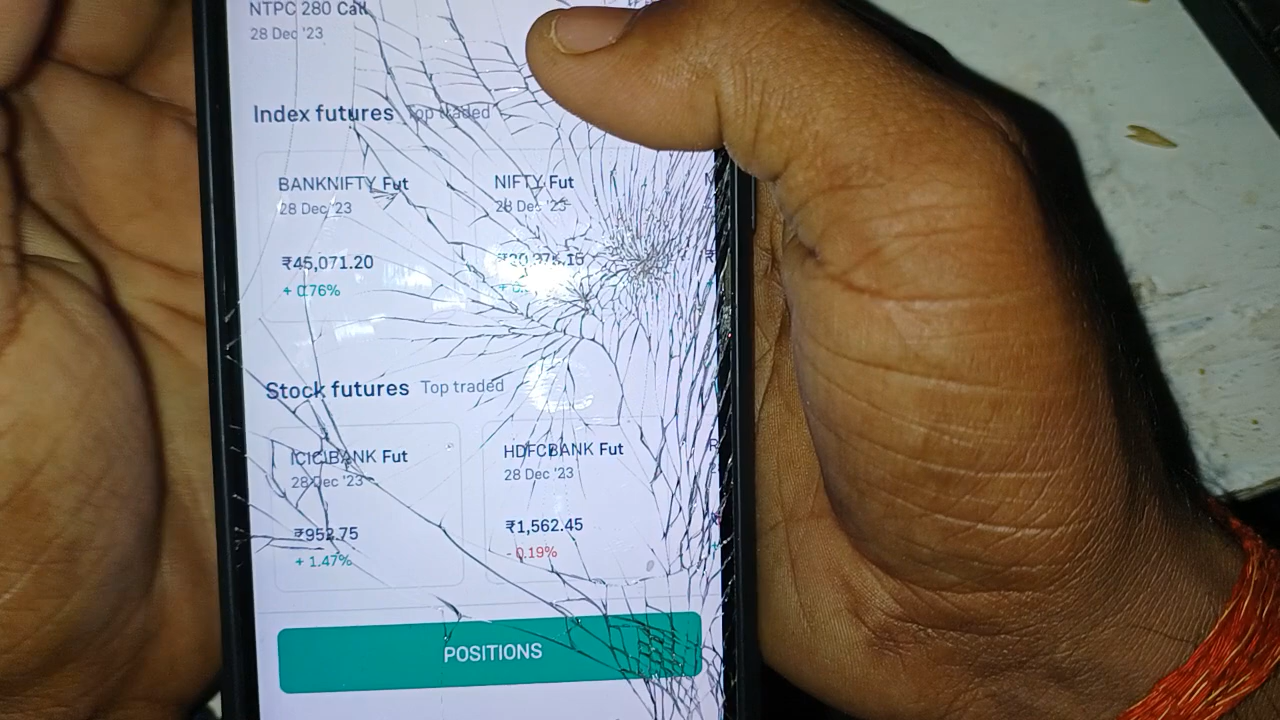 NTPC 280 Call
28 Dec '23
Index futures Top traded
BANKNIFTY Fut
28 Dec '23
₹45,071.20
+ 0.76%
NIFTY Fut
28 Dec '23
Stock futures Top traded
ICICIBANK Fut
28 Dec '23
₹952.75
+ 1.47%
HDFCBANK Fut
28 Dec '23
₹1,562.45
- 0.19%
POSITIONS